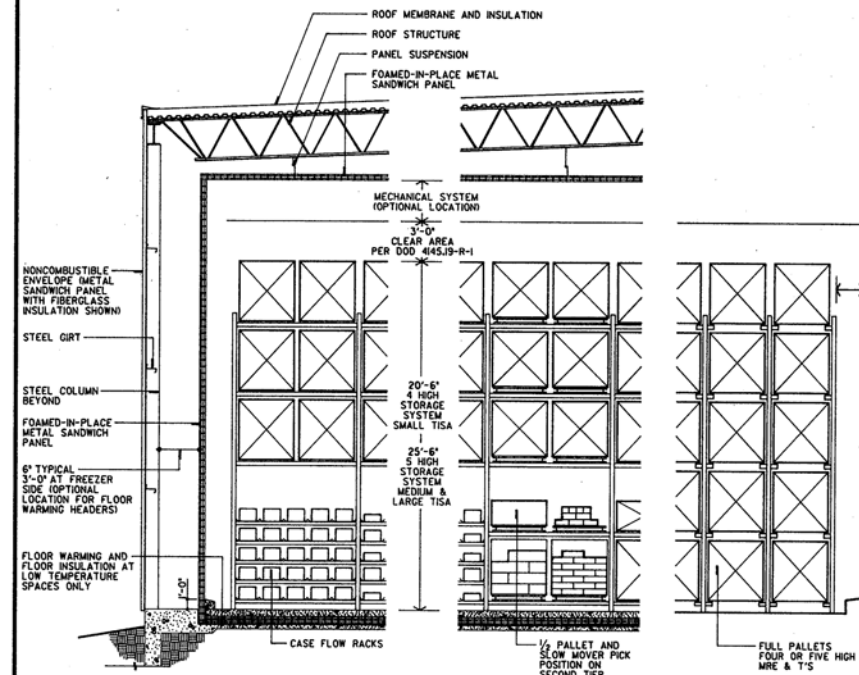 ROOF MEMBRANE AND INSULATION
ROOF STRUCTURE
PANEL SUSPENSION
FOAMED-IN-PLACE METAL
SANDWICH PANEL
MECHANICAL SYSTEM
(OPTIONAL LOCATION)
3'-0"
CLEAR AREA
PER DOD 4145.19-R-1
NONCOMBUSTIBLE
ENVELOPE (METAL
SANDWICH PANEL
WITH FIBERGLASS
INSULATION SHOWN)
STEEL GIRT
STEEL COLUMN
BEYOND
FOAMED-IN-PLACE
METAL SANDWICH
PANEL
6" TYPICAL
3'-0" AT FREEZER
SIDE (OPTIONAL
LOCATION FOR FLOOR
WARMING HEADERS)
FLOOR WARMING AND
FLOOR INSULATION AT
LOW TEMPERATURE
SPACES ONLY
1'-0"
20'-6"
4 HIGH
STORAGE
SYSTEM
SMALL TISA
25'-6"
5 HIGH
STORAGE
SYSTEM
MEDIUM &
LARGE TISA
CASE FLOW RACKS
1/2 PALLET AND
SLOW MOVER PICK
POSITION ON
SECOND TIER
FULL PALLETS
FOUR OR FIVE HIGH
MRE & T'S